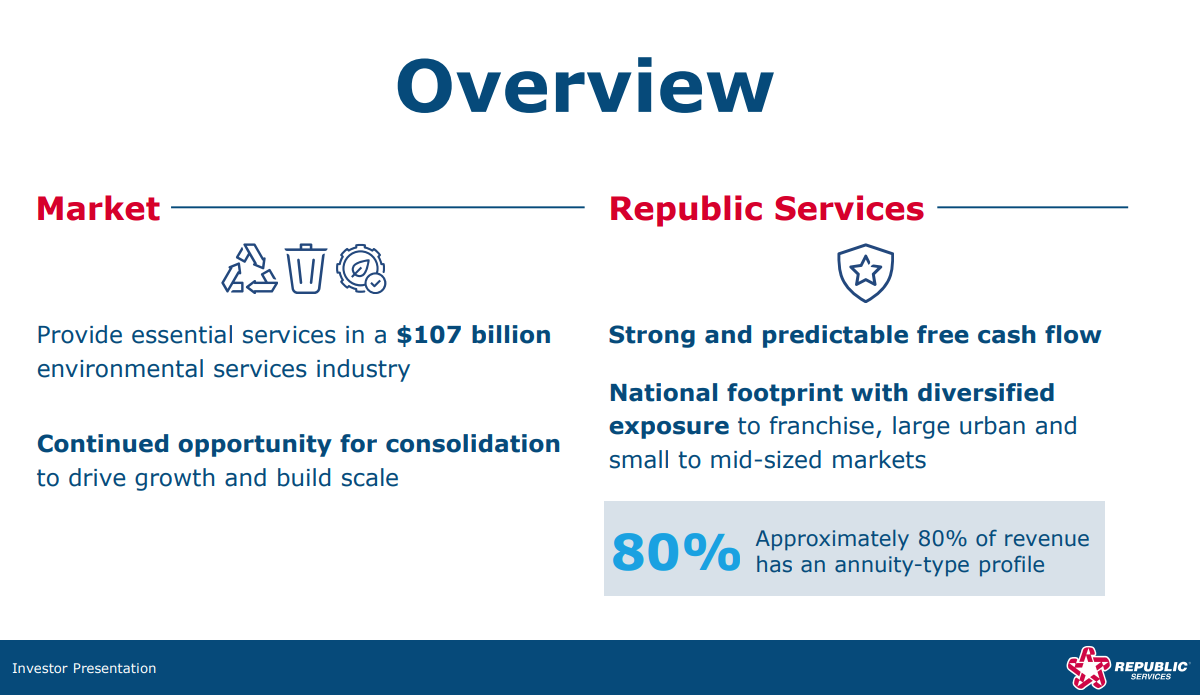 Overview
Market
Provide essential services in a $107 billion
environmental services industry
Continued opportunity for consolidation
to drive growth and build scale
Republic Services
Strong and predictable free cash flow
National footprint with diversified
exposure to franchise, large urban and
small to mid-sized markets
80%
Approximately 80% of revenue
has an annuity-type profile
Investor Presentation
REPUBLIC
SERVICES